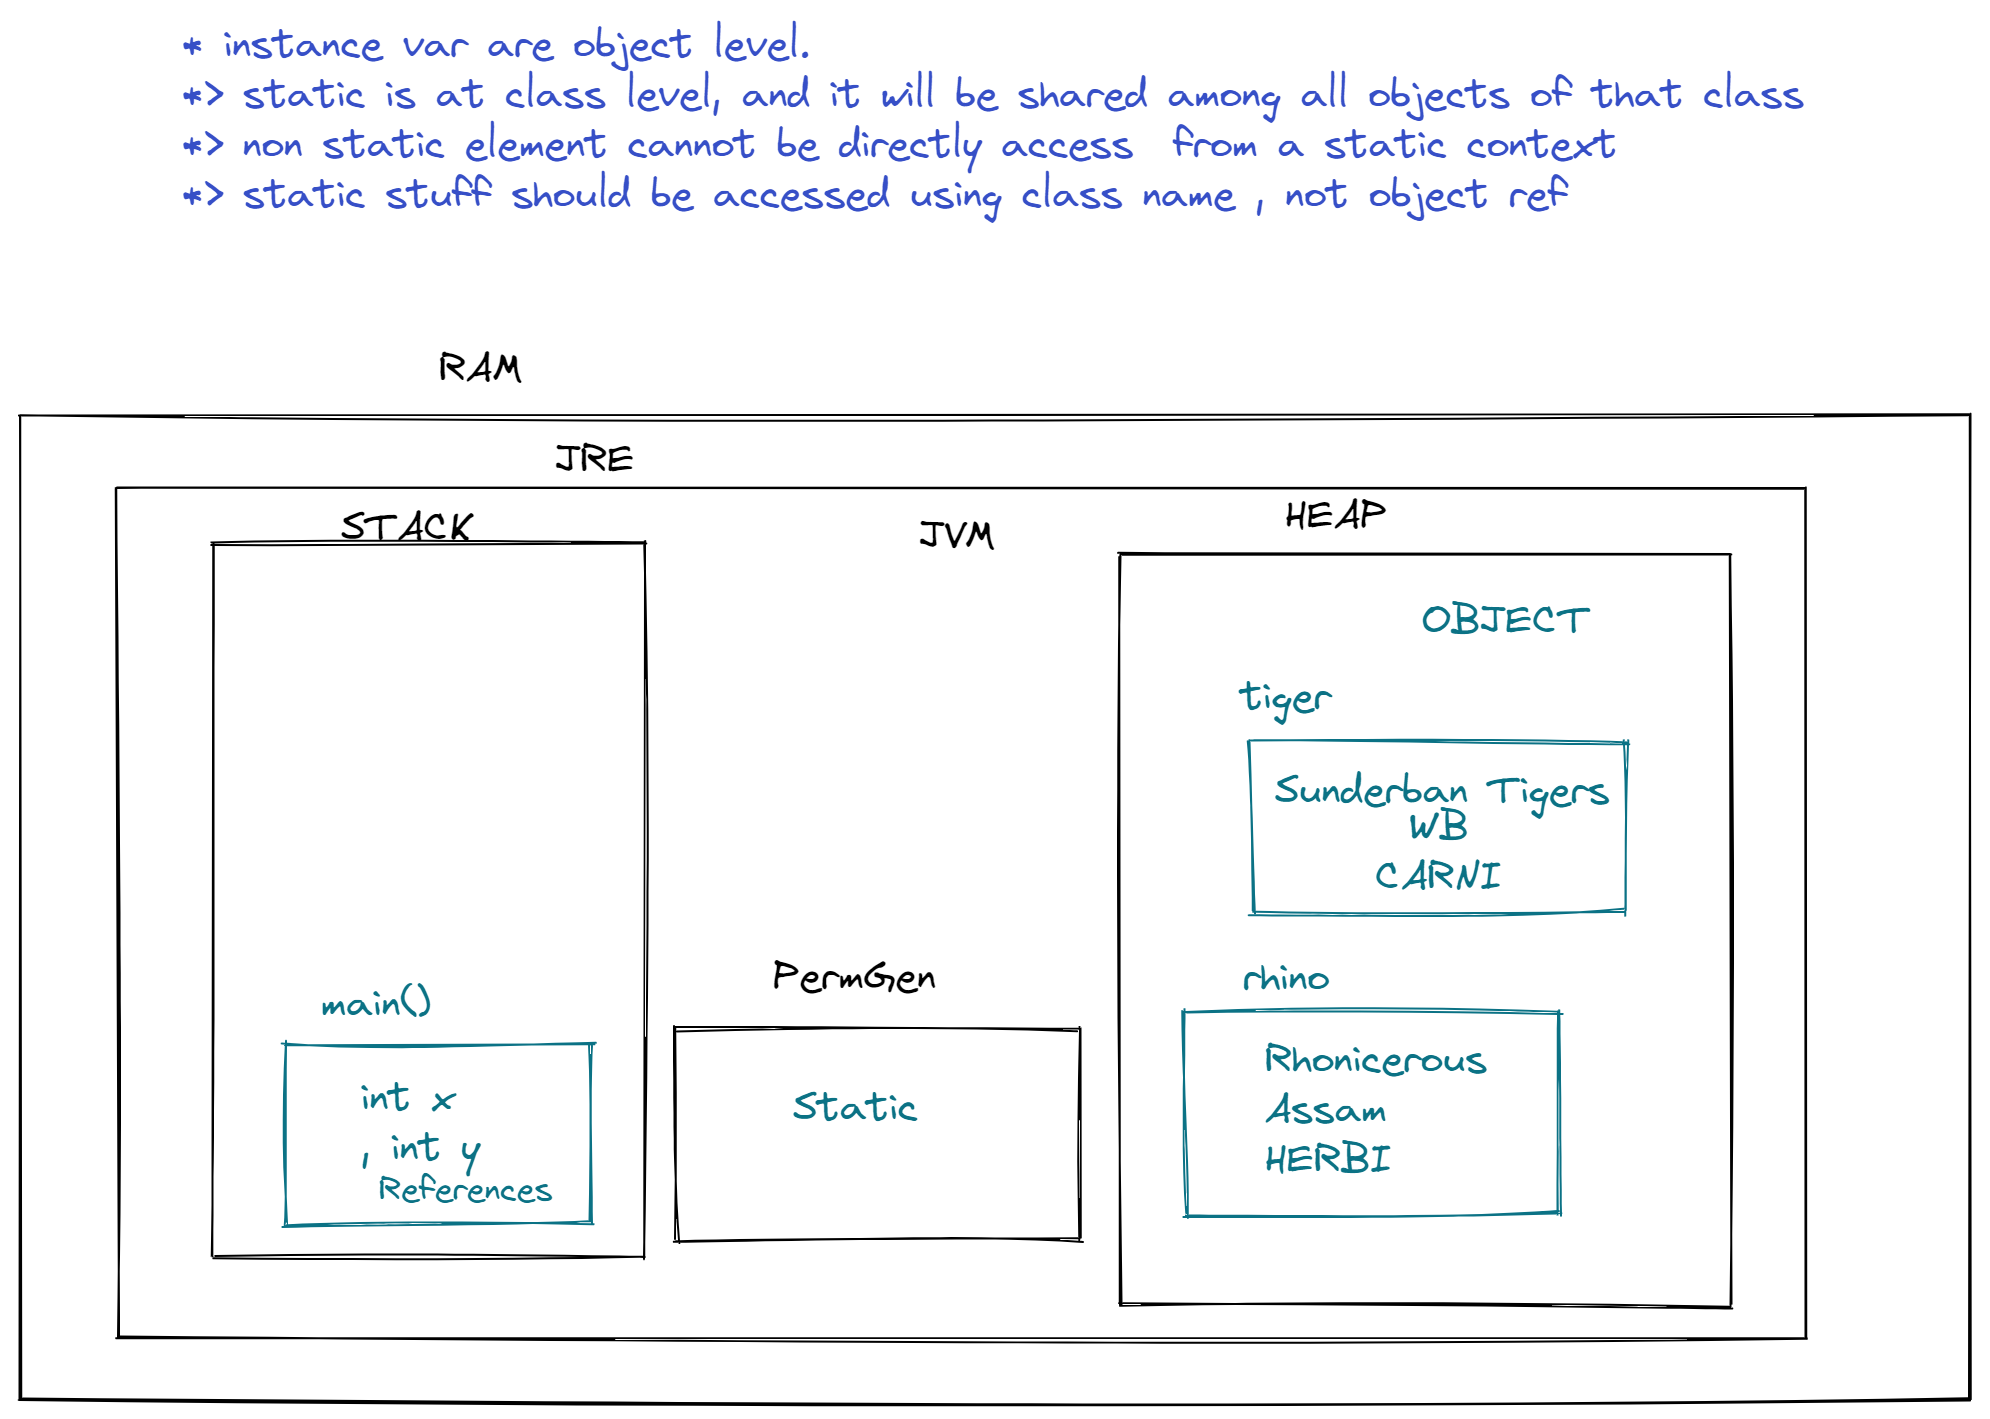 * instance var are object level.
*> static is at class level, and it will be shared among all objects of that class
*> non static element cannot be directly access from a static context
*> static stuff should be accessed using class name , not object ref
RAM
JRE
STACK
JVM
HEAP
OBJECT
tiger
Sunderban Tigers
WB
CARNI
PermGen
rhino
main()
Rhonicerous
int x
Static
Assam
, int y
HERBI
References